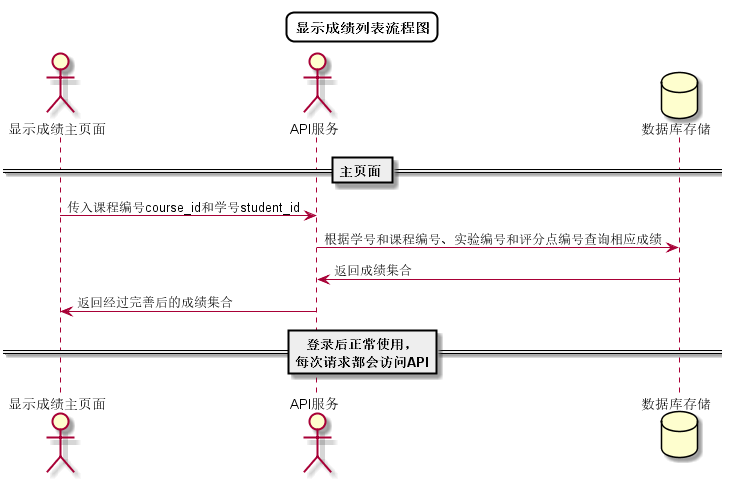 显示成绩列表流程图
显示成绩主页面
API服务
数据库存储
主页面
传入课程编号course_id和学号student_id
根据学号和课程编号、实验编号和评分点编号查询相应成绩
返回成绩集合
返回经过完善后的成绩集合
登录后正常使用，
每次请求都会访问API
显示成绩主页面
API服务
数据库存储